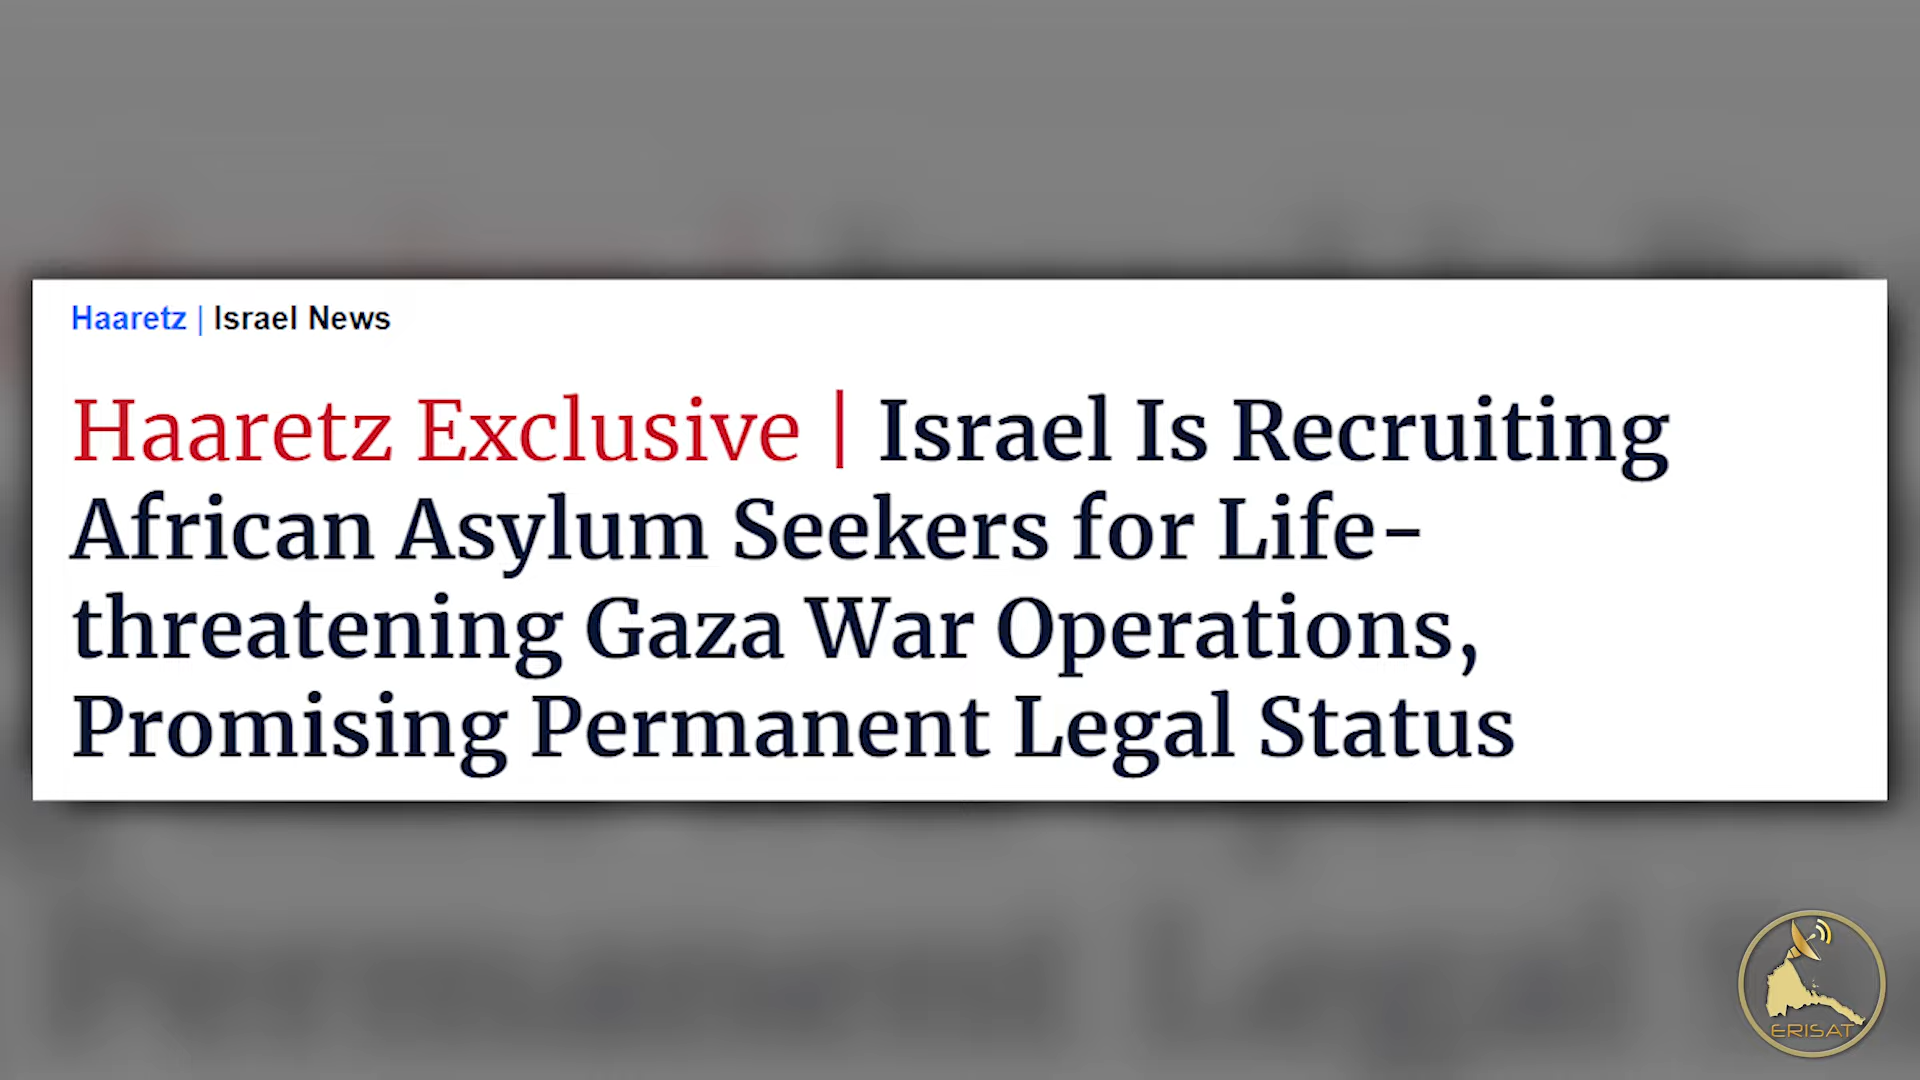 Haaretz | Israel News
Haaretz Exclusive | Israel Is Recruiting
African Asylum Seekers for Life-
threatening Gaza War Operations,
Promising Permanent Legal Status
ERISAT